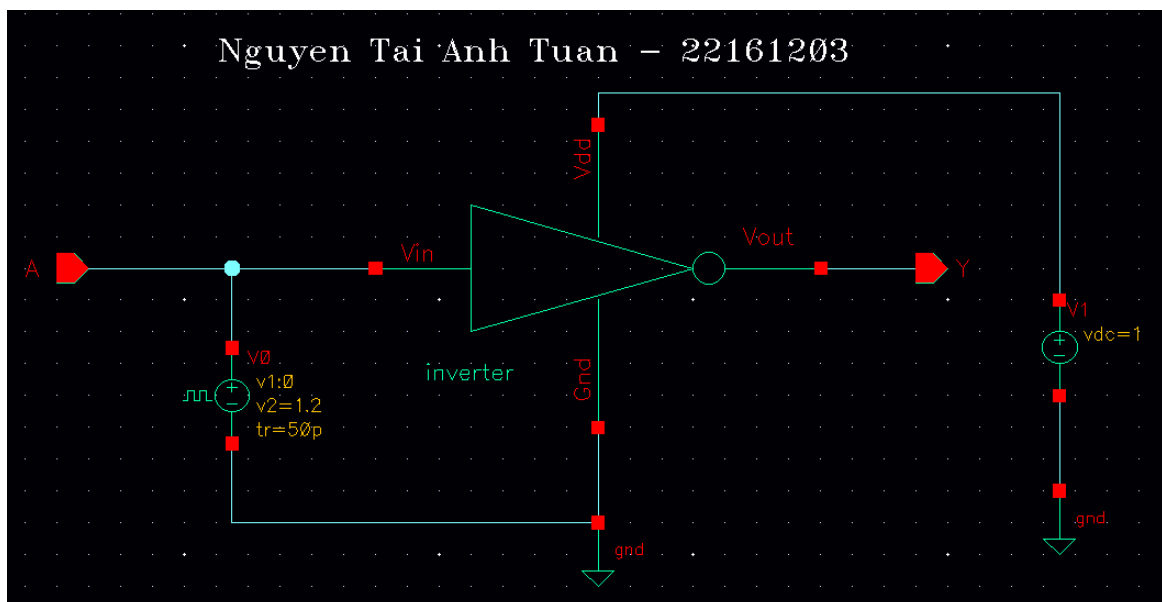 Nguyen Tai Anh Tuan - 22161203
Vdd
A
Vin
Vout
Y
V1
vdc=1
V0
v1:0
v2=1.2
tr=50p
inverter
Gnd
gnd
gnd